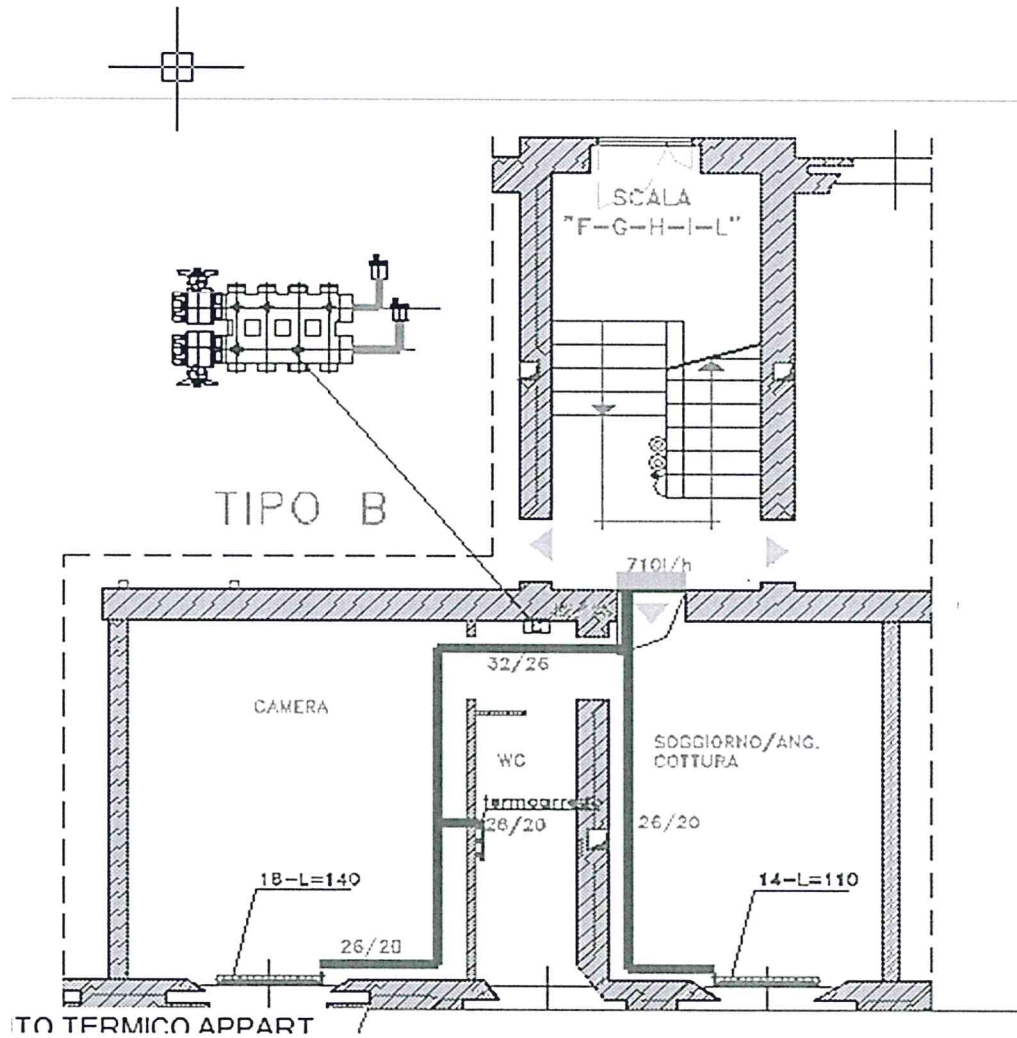 SCALA
"F-G-H-I-L"
TIPO B
710l/h
32/26
CAMERA
WC
SOGGIORNO/ANG.
COTTURA
termoarredo
26/20
26/20
18-L=140
14-L=110
26/20
ITO TERMICO APPART